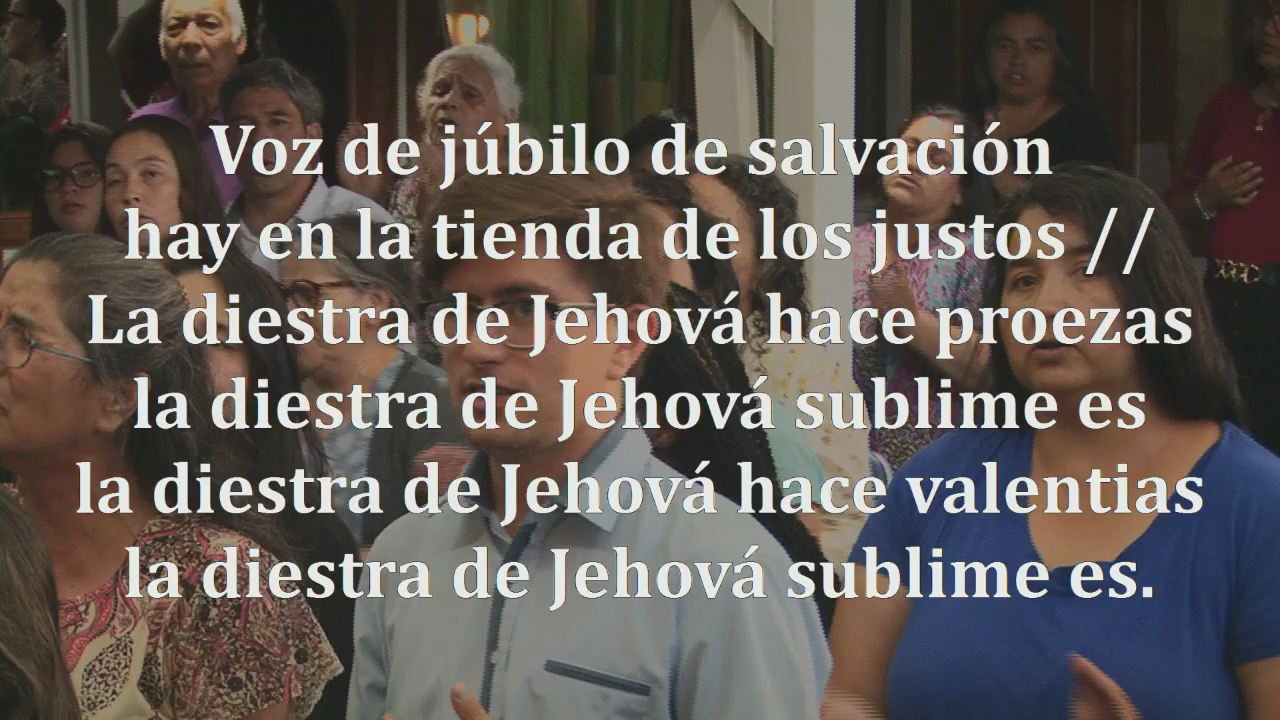 Voz de júbilo de salvación
hay en la tienda de los justos //
La diestra de Jehová hace proezas
la diestra de Jehová sublime es
la diestra de Jehová hace valentias
la diestra de Jehová sublime es.